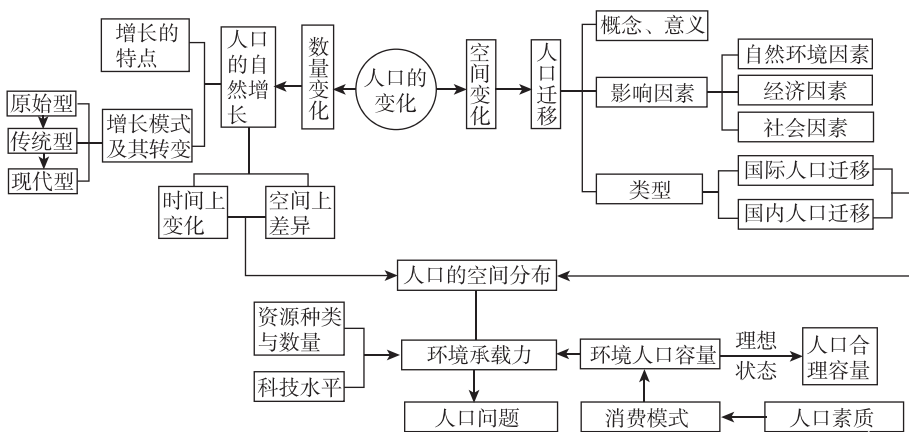 增长的
特点
人口
的自
然增
长
数量变化
人口的
变化
空间变化
人口迁移
概念、意义
影响因素
自然环境因素
经济因素
社会因素
原始型
传统型
现代型
增长模式
及其转变
类型
国际人口迁移
国内人口迁移
时间上
变化
空间上
差异
人口的空间分布
资源种类
与数量
科技水平
环境承载力
环境人口容量
理想
状态
人口合
理容量
人口问题
消费模式
人口素质